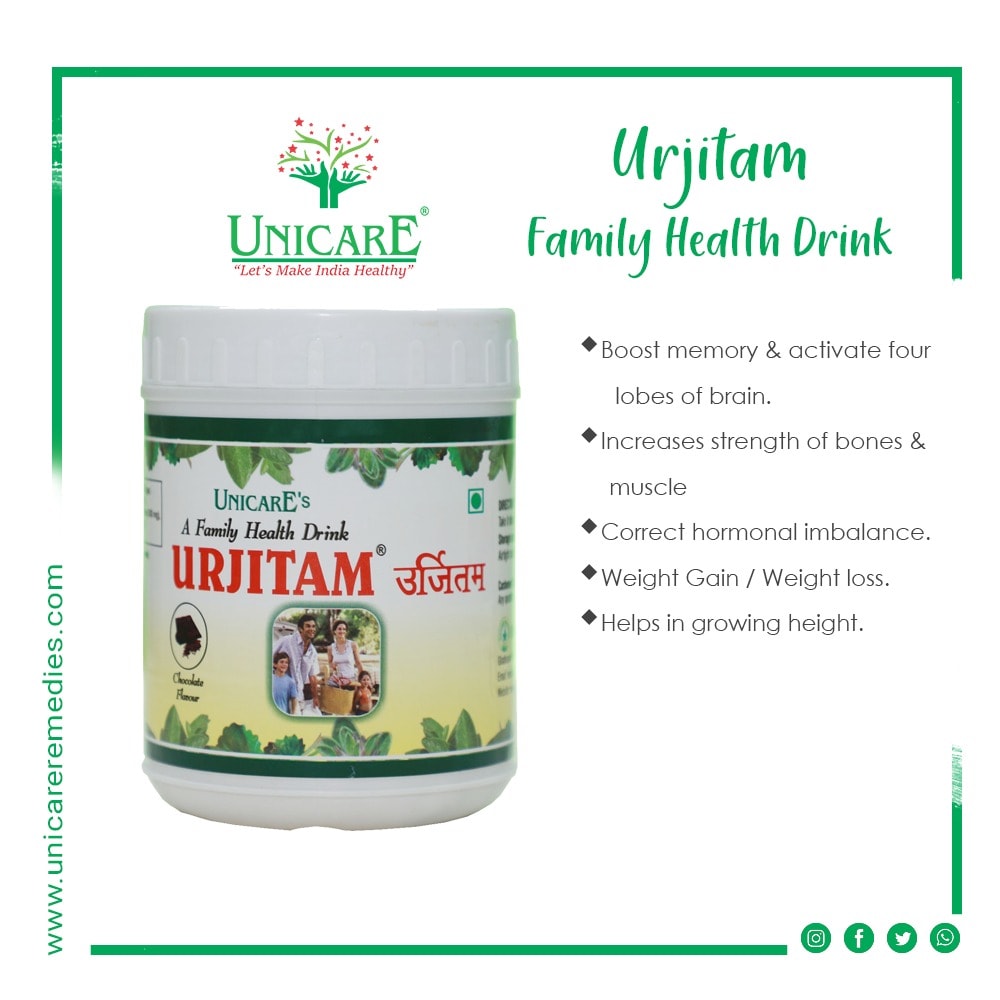 UNICARE®
“Let's Make India Healthy”
Urjitam
Family Health Drink
Boost memory & activate four
lobes of brain.
Increases strength of bones &
muscle
Correct hormonal imbalance.
Weight Gain / Weight loss.
Helps in growing height.
UNICARE's
A Family Health Drink
URJITAM® उर्जितम
Chocolate
Flavour
www.unicareremedies.com